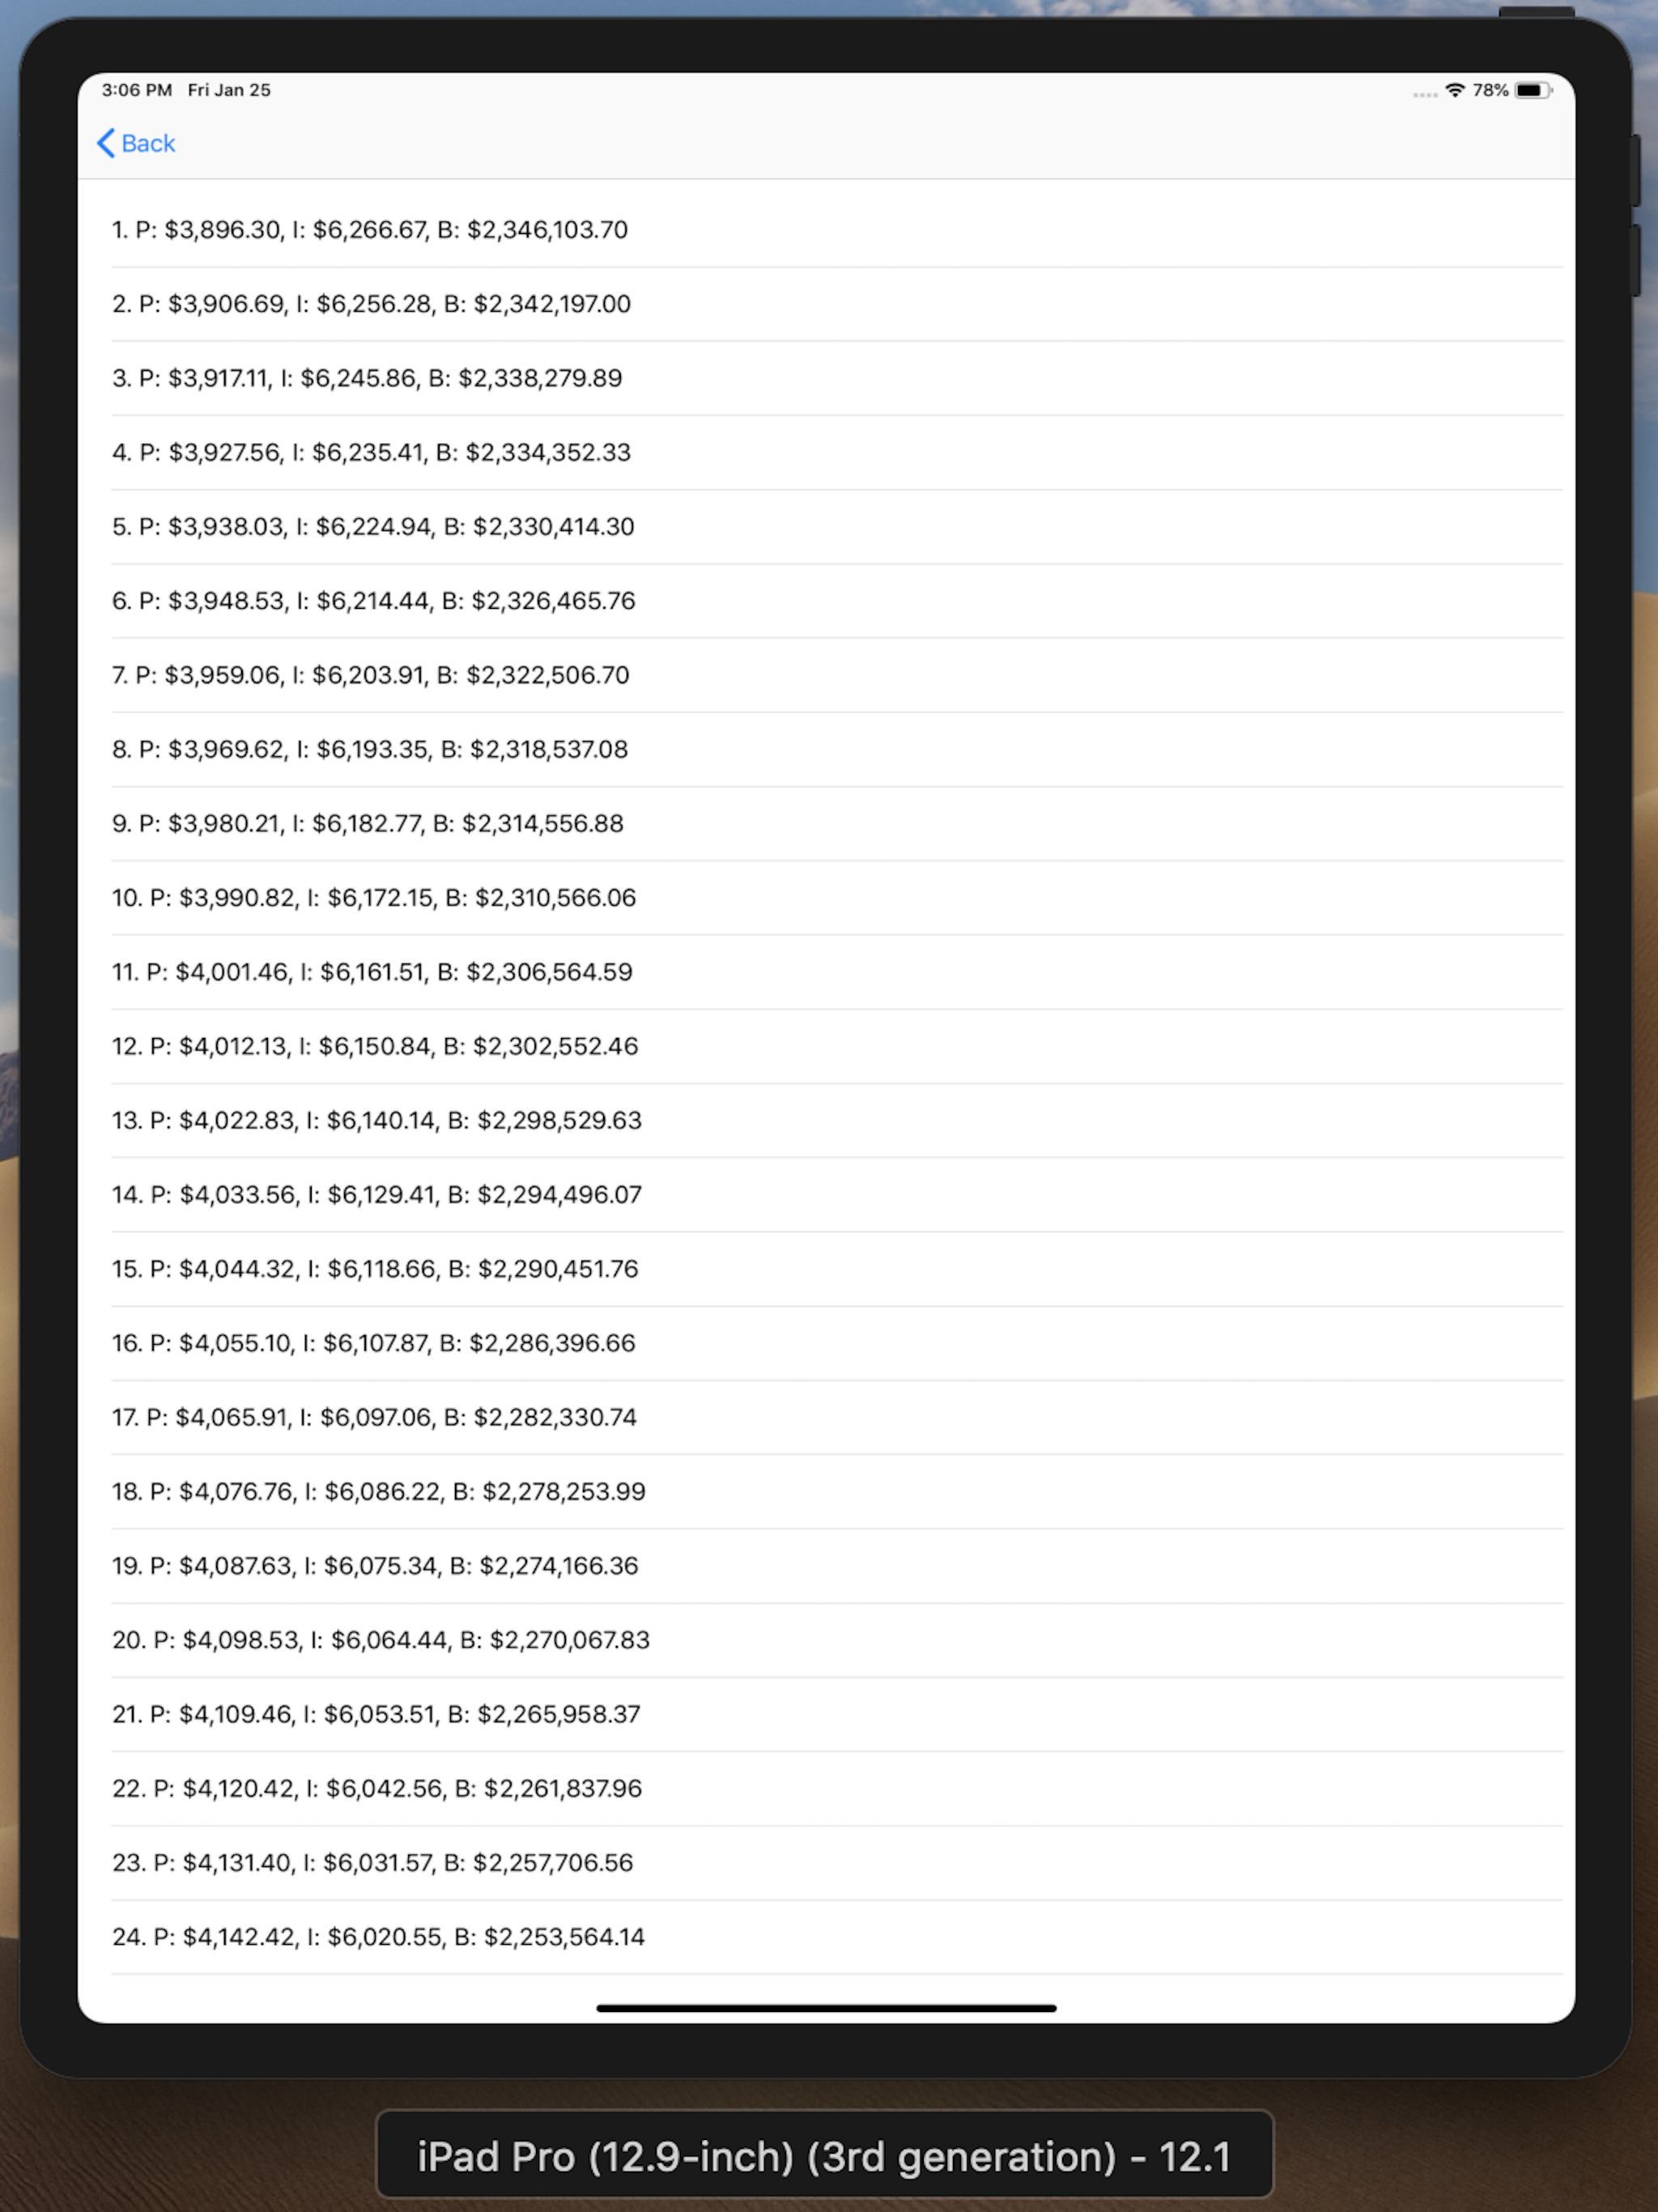 3:06 PM Fri Jan 25 78%
Back
1. P: $3,896.30, I: $6,266.67, B: $2,346,103.70
2. P: $3,906.69, I: $6,256.28, B: $2,342,197.00
3. P: $3,917.11, I: $6,245.86, B: $2,338,279.89
4. P: $3,927.56, I: $6,235.41, B: $2,334,352.33
5. P: $3,938.03, I: $6,224.94, B: $2,330,414.30
6. P: $3,948.53, I: $6,214.44, B: $2,326,465.76
7. P: $3,959.06, I: $6,203.91, B: $2,322,506.70
8. P: $3,969.62, I: $6,193.35, B: $2,318,537.08
9. P: $3,980.21, I: $6,182.77, B: $2,314,556.88
10. P: $3,990.82, I: $6,172.15, B: $2,310,566.06
11. P: $4,001.46, I: $6,161.51, B: $2,306,564.59
12. P: $4,012.13, I: $6,150.84, B: $2,302,552.46
13. P: $4,022.83, I: $6,140.14, B: $2,298,529.63
14. P: $4,033.56, I: $6,129.41, B: $2,294,496.07
15. P: $4,044.32, I: $6,118.66, B: $2,290,451.76
16. P: $4,055.10, I: $6,107.87, B: $2,286,396.66
17. P: $4,065.91, I: $6,097.06, B: $2,282,330.74
18. P: $4,076.76, I: $6,086.22, B: $2,278,253.99
19. P: $4,087.63, I: $6,075.34, B: $2,274,166.36
20. P: $4,098.53, I: $6,064.44, B: $2,270,067.83
21. P: $4,109.46, I: $6,053.51, B: $2,265,958.37
22. P: $4,120.42, I: $6,042.56, B: $2,261,837.96
23. P: $4,131.40, I: $6,031.57, B: $2,257,706.56
24. P: $4,142.42, I: $6,020.55, B: $2,253,564.14
iPad Pro (12.9-inch) (3rd generation) - 12.1